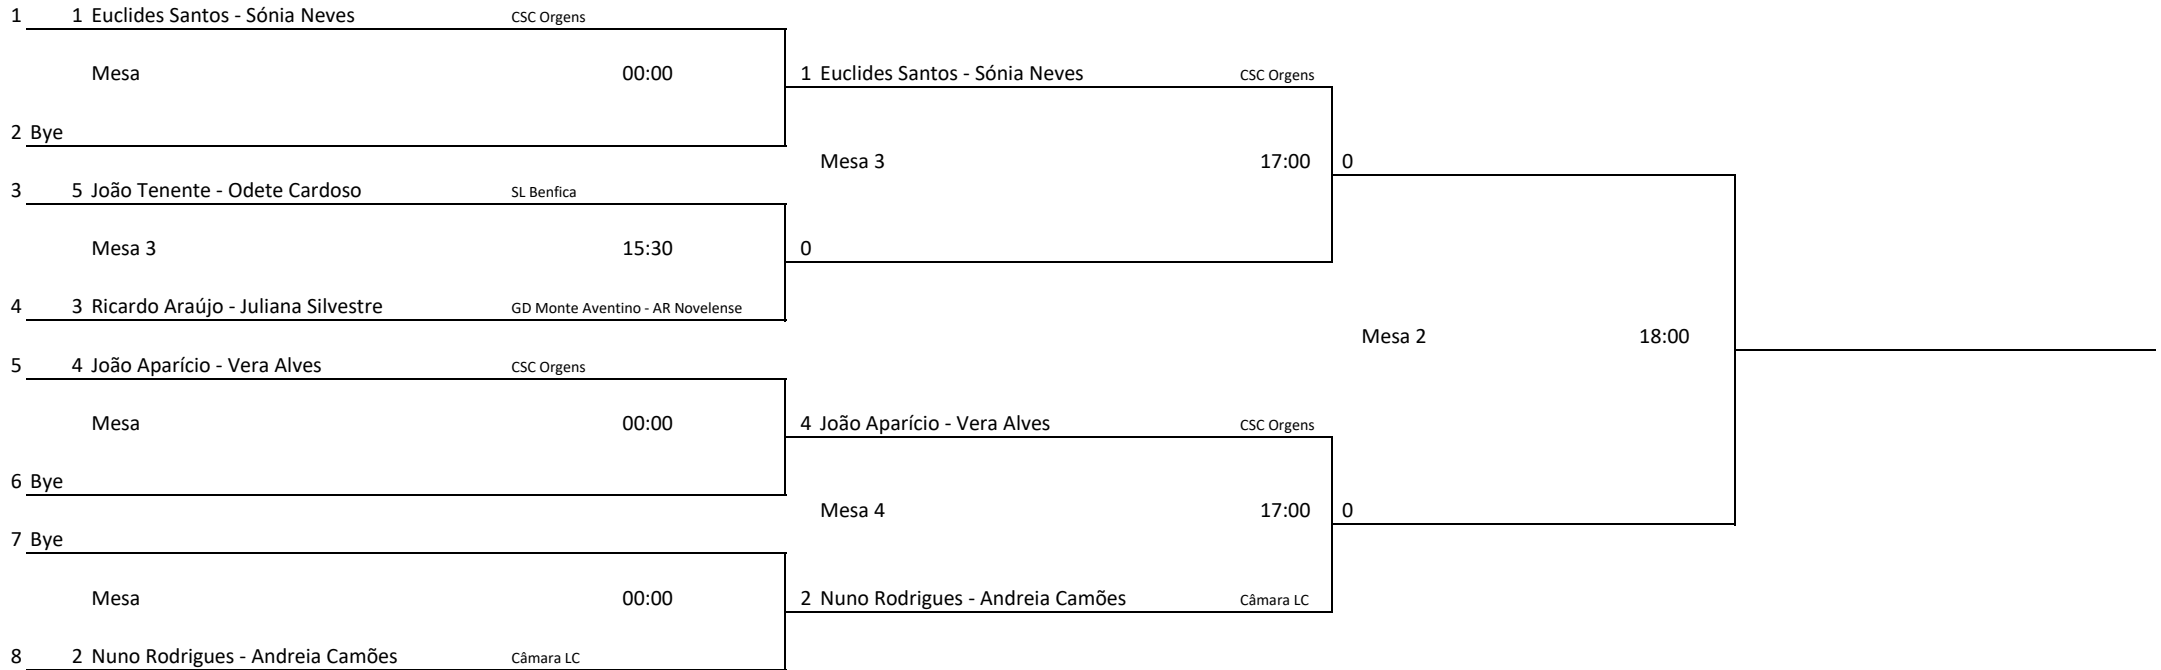 1 1 Euclides Santos - Sónia Neves CSC Orgens
Mesa 00:00 1 Euclides Santos - Sónia Neves CSC Orgens
2 Bye
Mesa 3 17:00 0
3 5 João Tenente - Odete Cardoso SL Benfica
Mesa 3 15:30 0
4 3 Ricardo Araújo - Juliana Silvestre GD Monte Aventino - AR Novelense
Mesa 2 18:00
5 4 João Aparício - Vera Alves CSC Orgens
Mesa 00:00 4 João Aparício - Vera Alves CSC Orgens
6 Bye
Mesa 4 17:00 0
7 Bye
Mesa 00:00 2 Nuno Rodrigues - Andreia Camões Câmara LC
8 2 Nuno Rodrigues - Andreia Camões Câmara LC